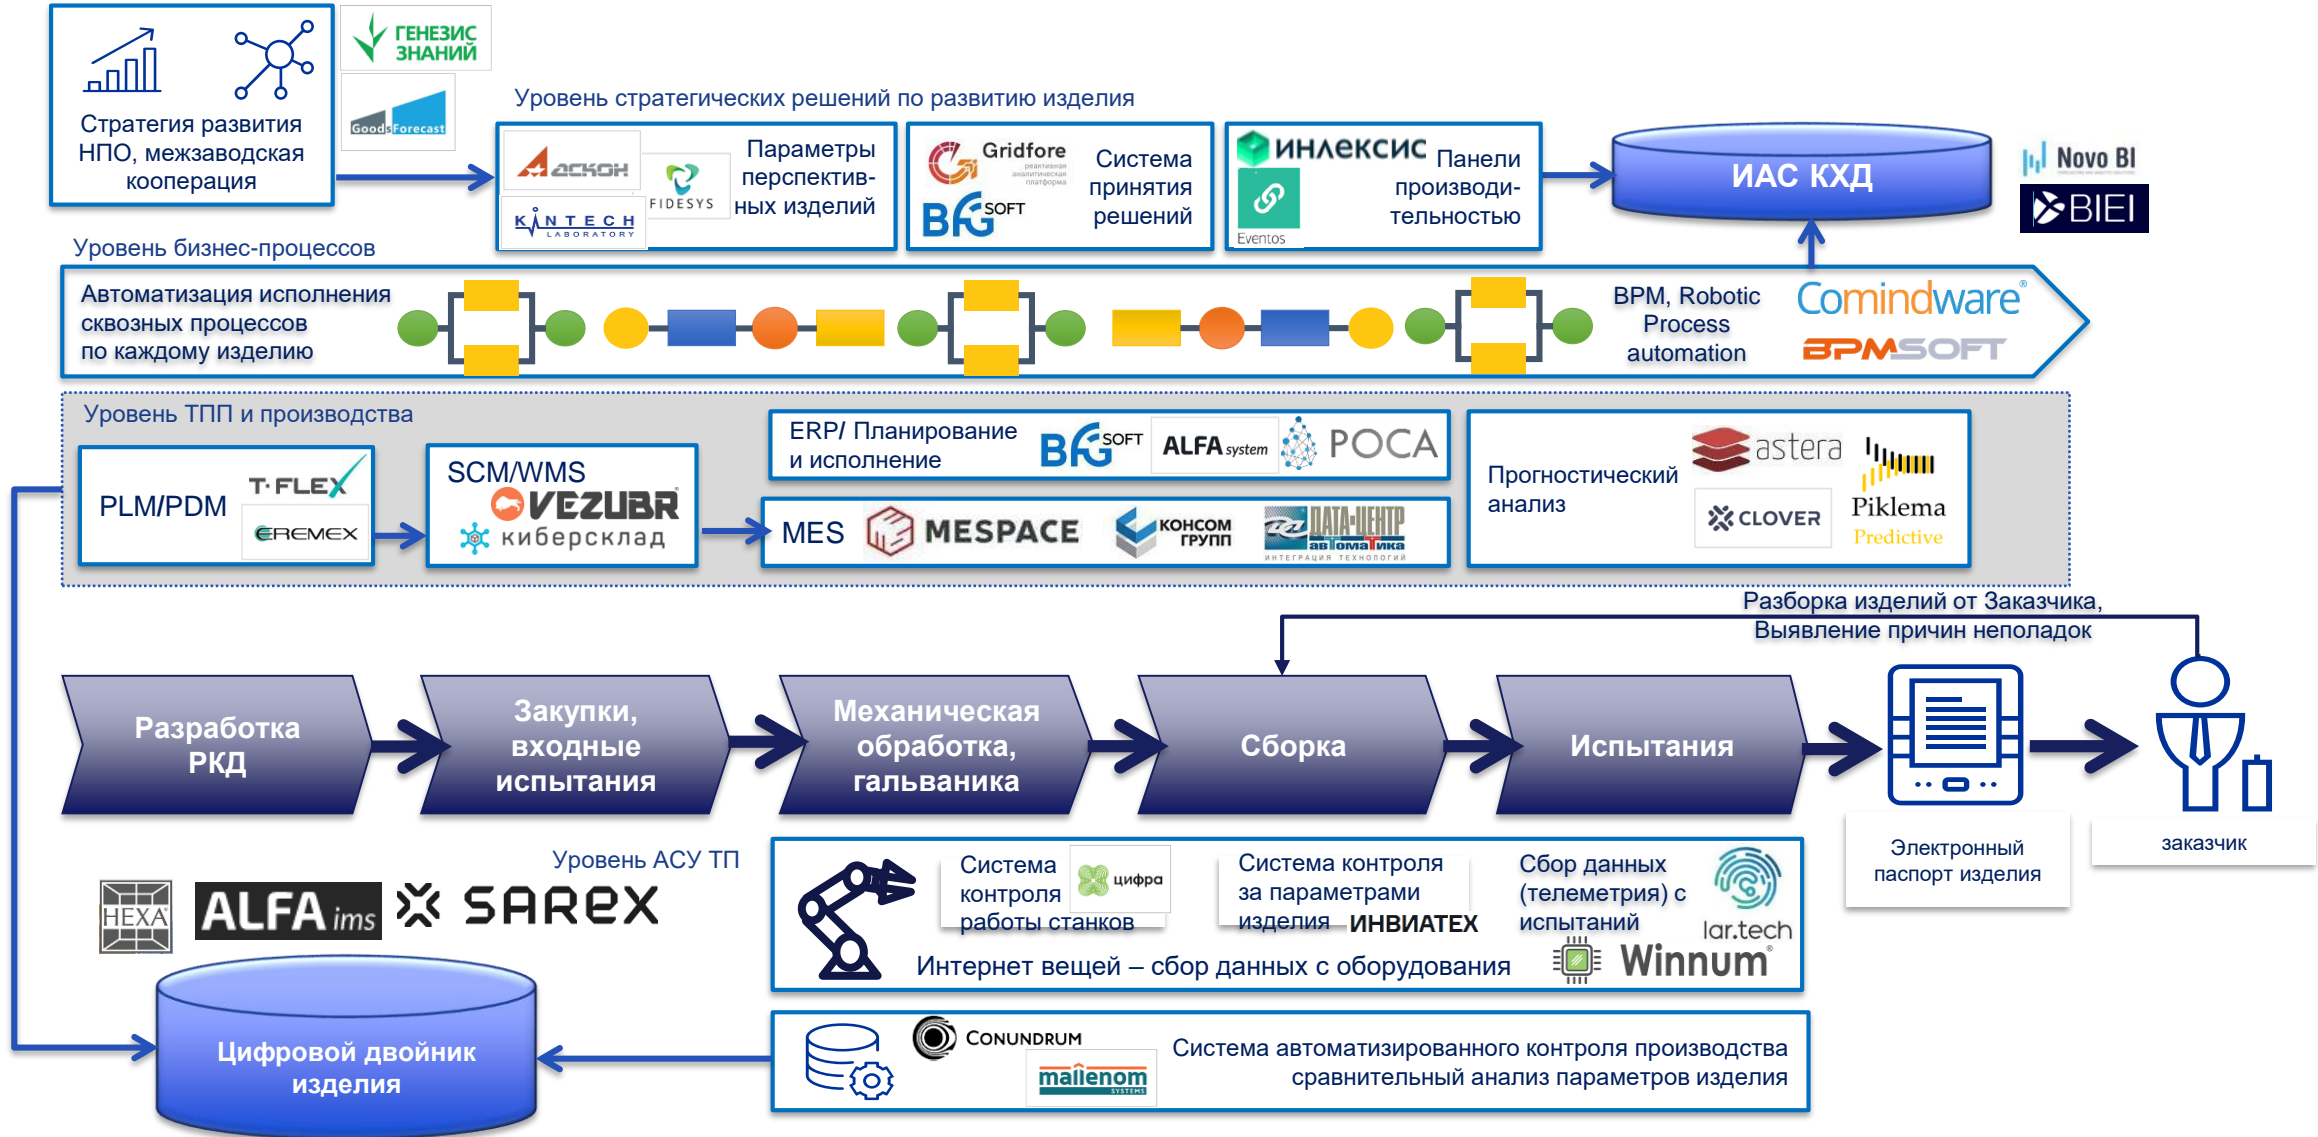 Стратегия развития
НПО, межзаводская
кооперация
ГЕНЕЗИС
ЗНАНИЙ
GoodsForecast
Уровень стратегических решений по развитию изделия
АСКОН
FIDESYS
KINTECH
LABORATORY
Параметры
перспектив-
ных изделий
Gridfore
реактивная
аналитическая
платформа
BFG SOFT
Система
принятия
решений
ИНЛЕКСИС
Eventos
Панели
производи-
тельностью
ИАС КХД
Novo BI
BIEI
Уровень бизнес-процессов
Автоматизация исполнения
сквозных процессов
по каждому изделию
BPM, Robotic
Process
automation
Comindware®
BPMSOFT
Уровень ТПП и производства
PLM/PDM
T-FLEX
EREMEX
SCM/WMS
VEZUBR
киберсклад
ERP/ Планирование
и исполнение
BFG SOFT
ALFA system
РОСА
MES
MESPACE
КОНСОМ
ГРУПП
ДАТА-ЦЕНТР
автоматика
ИНТЕГРАЦИЯ ТЕХНОЛОГИЙ
Прогностический
анализ
astera
CLOVER
Piklema
Predictive
Разборка изделий от Заказчика,
Выявление причин неполадок
Разработка
РКД
Закупки,
входные
испытания
Механическая
обработка,
гальваника
Сборка
Испытания
Электронный
паспорт изделия
заказчик
Уровень АСУ ТП
HEXA
ALFA ims
SAREX
Система
контроля
работы станков
цифра
Система контроля
за параметрами
изделия
ИНВИАТЕХ
Сбор данных
(телеметрия) с
испытаний
lar.tech
Winnum®
Интернет вещей – сбор данных с оборудования
Цифровой двойник
изделия
CONUNDRUM
mallenom
SYSTEMS
Система автоматизированного контроля производства
сравнительный анализ параметров изделия